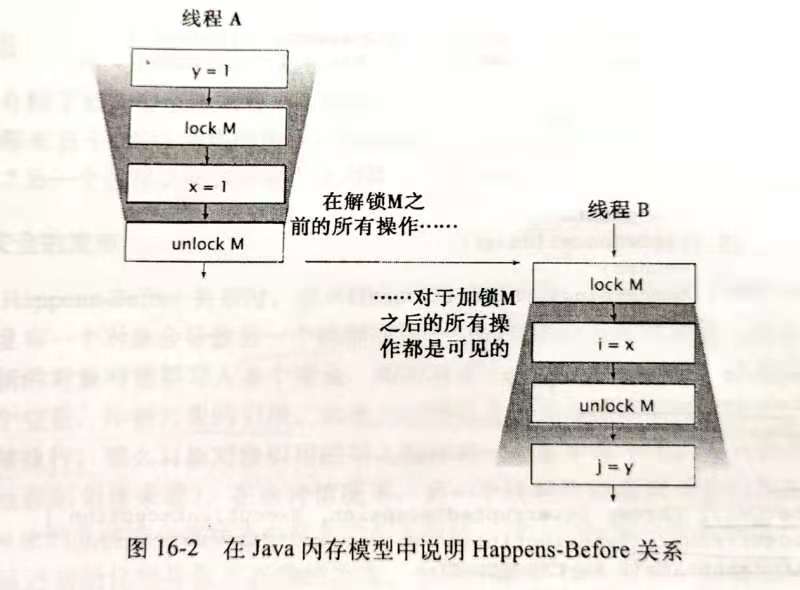 线程 A
y = 1
lock M
x = 1
unlock M
在解锁M之
前的所有操作……
线程 B
lock M
……对于加锁M
之后的所有操
作都是可见的
i = x
unlock M
j = y
图 16-2 在 Java 内存模型中说明 Happens-Before 关系